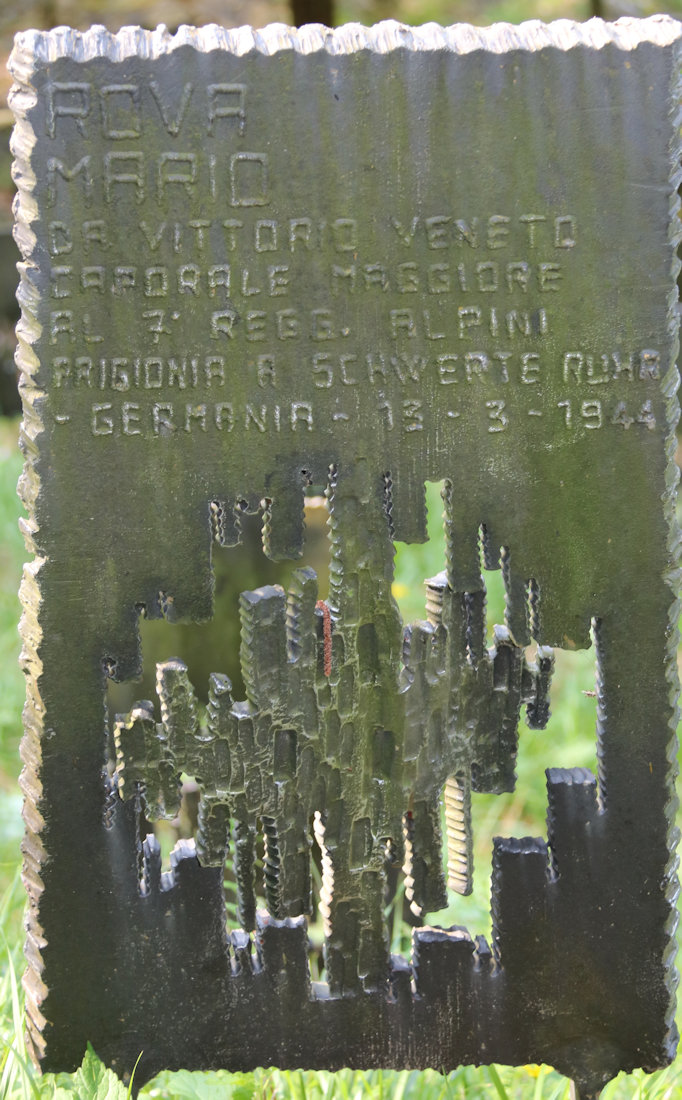 ROVA
MARIO
DA VITTORIO VENETO
CAPORALE MAGGIORE
AL 7° REGG. ALPINI
PRIGIONIA A SCHWERTE RUHR
- GERMANIA - 13 - 3 - 1944